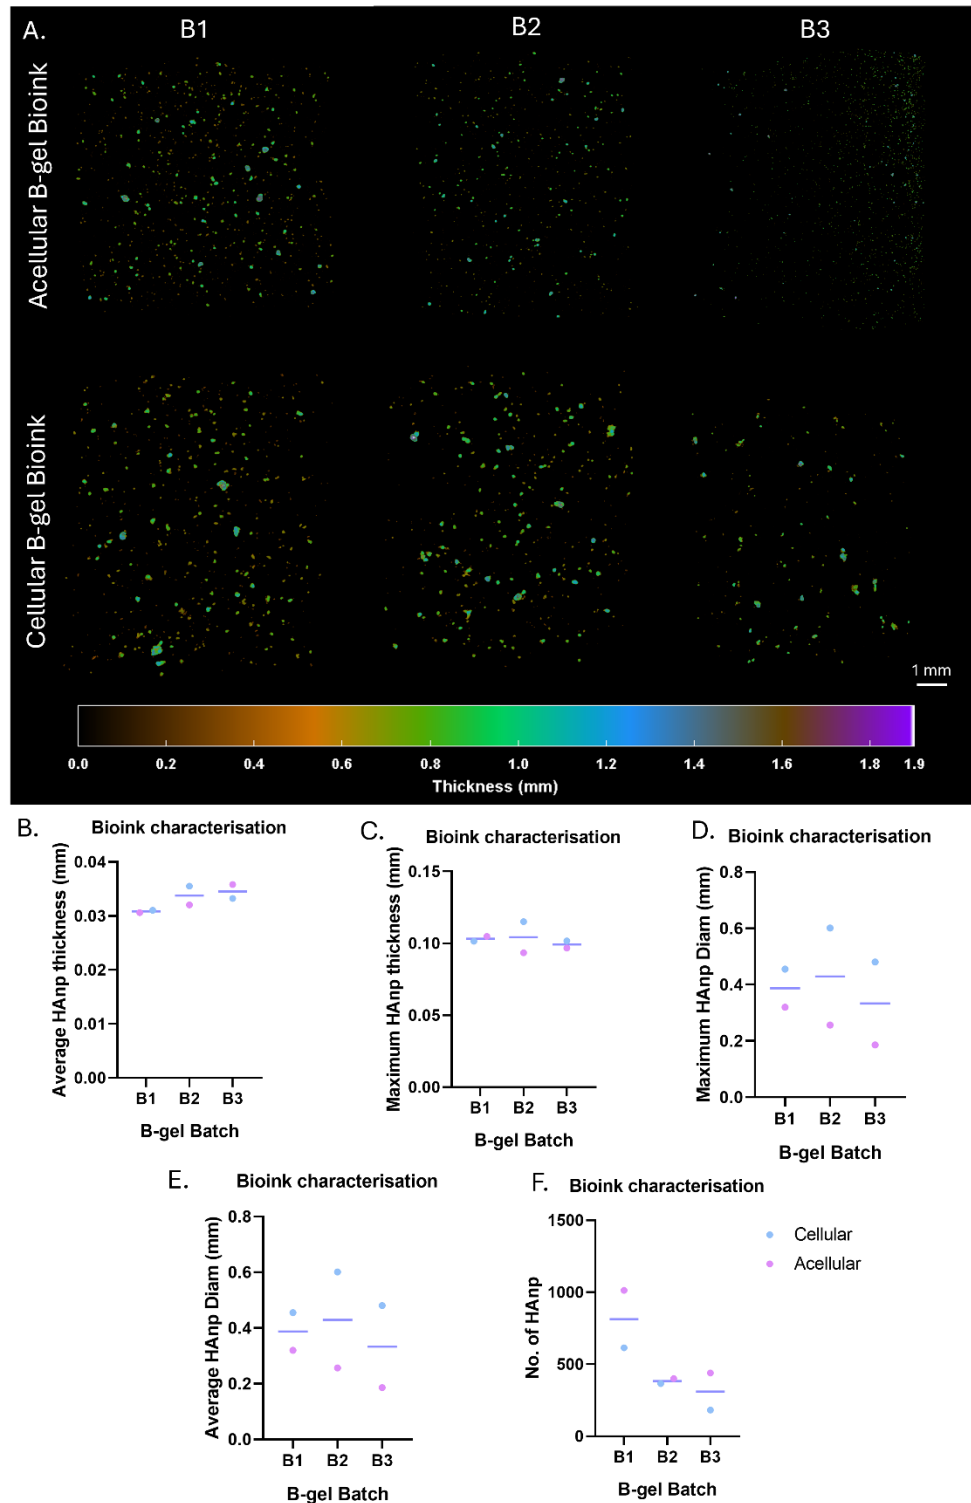 A.
B1
B2
B3
Acellular B-gel Bioink
Cellular B-gel Bioink
1 mm
0.0 0.2 0.4 0.6 0.8 1.0 1.2 1.4 1.6 1.8 1.9
Thickness (mm)
B.
Bioink characterisation
Average HAnp thickness (mm)
0.04
0.03
0.02
0.01
0.00
B1 B2 B3
B-gel Batch
C.
Bioink characterisation
Maximum HAnp thickness (mm)
0.15
0.10
0.05
0.00
B1 B2 B3
B-gel Batch
D.
Bioink characterisation
Maximum HAnp Diam (mm)
0.8
0.6
0.4
0.2
0.0
B1 B2 B3
B-gel Batch
E.
Bioink characterisation
Average HAnp Diam (mm)
0.8
0.6
0.4
0.2
0.0
B1 B2 B3
B-gel Batch
F.
Bioink characterisation
No. of HAnp
1500
1000
500
0
B1 B2 B3
B-gel Batch
Cellular
Acellular